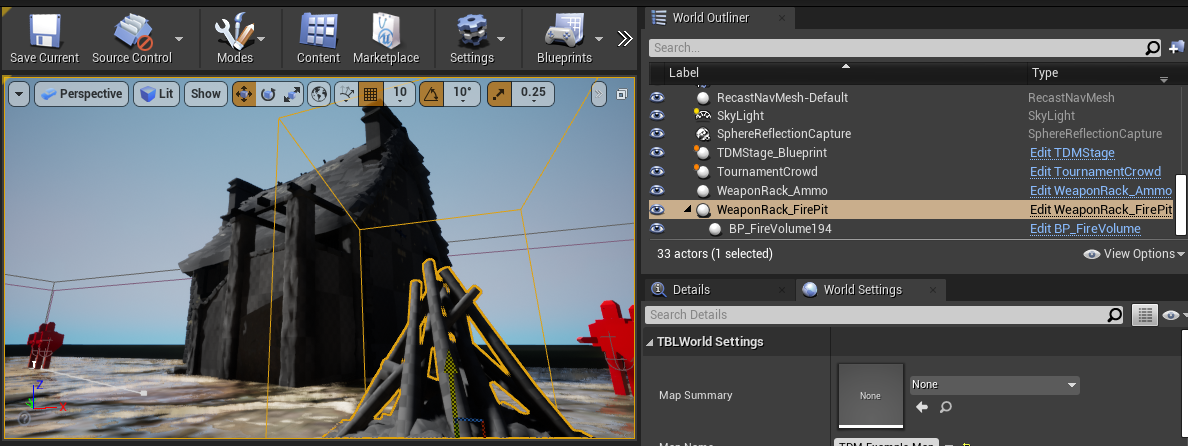 World Outliner
Save Current Source Control Modes Content Marketplace Settings Blueprints
Search...
Label Type
Perspective Lit Show 10 10° 0.25
RecastNavMesh-Default RecastNavMesh
SkyLight SkyLight
SphereReflectionCapture SphereReflectionCapture
TDMStage_Blueprint Edit TDMStage
TournamentCrowd Edit TournamentCrowd
WeaponRack_Ammo Edit WeaponRack_Ammo
WeaponRack_FirePit Edit WeaponRack_FirePit
BP_FireVolume194 Edit BP_FireVolume
33 actors (1 selected) View Options
Details World Settings
Search Details
TBLWorld Settings
Map Summary None None
Z
X
Map Name TDM Example Map